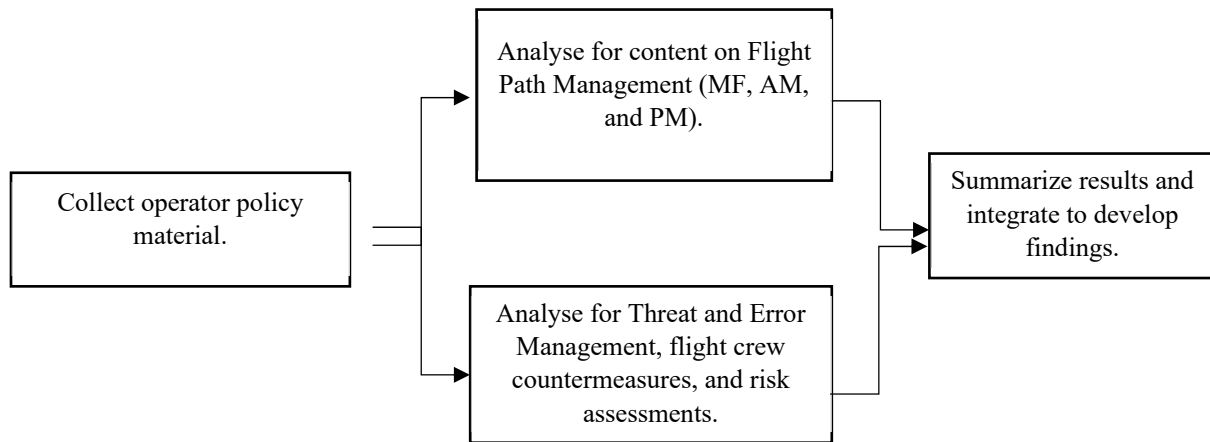 Collect operator policy
material.
Analyse for content on Flight
Path Management (MF, AM,
and PM).
Analyse for Threat and Error
Management, flight crew
countermeasures, and risk
assessments.
Summarize results and
integrate to develop
findings.